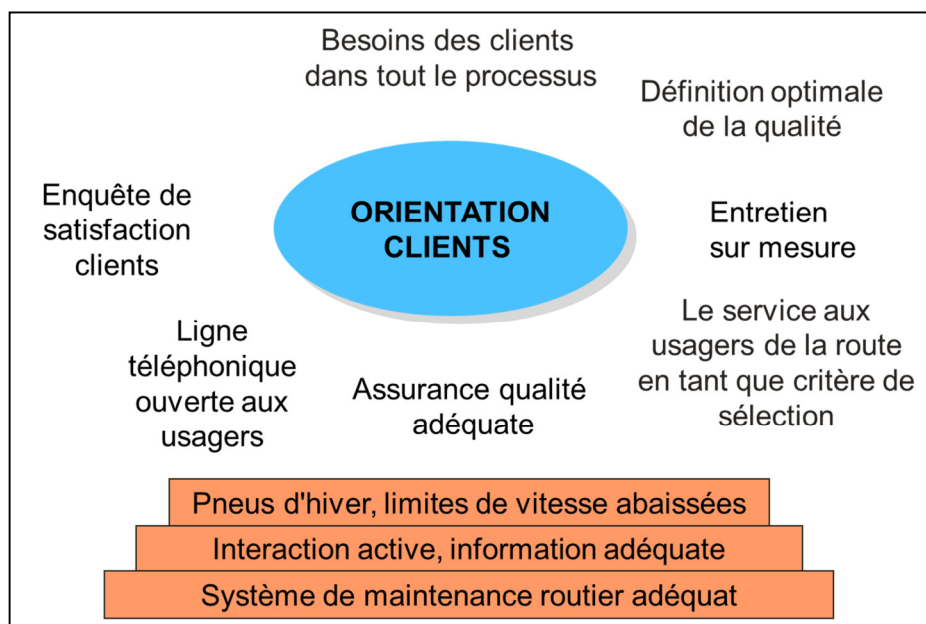 Besoins des clients
dans tout le processus
Définition optimale
de la qualité
Enquête de
satisfaction
clients
ORIENTATION
CLIENTS
Entretien
sur mesure
Ligne
téléphonique
ouverte aux
usagers
Assurance qualité
adéquate
Le service aux
usagers de la route
en tant que critère de
sélection
Pneus d'hiver, limites de vitesse abaissées
Interaction active, information adéquate
Système de maintenance routier adéquat